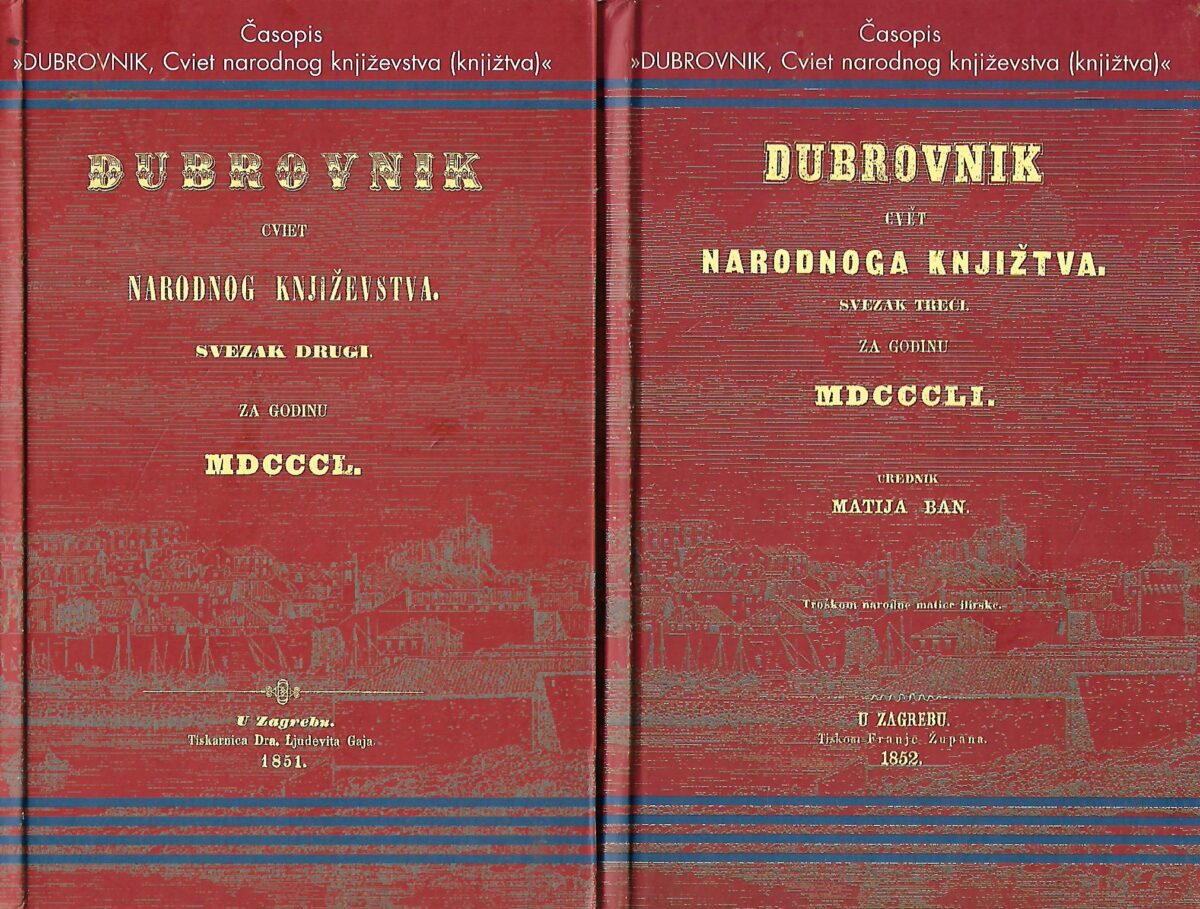 Časopis
»DUBROVNIK, Cviet narodnog književstva (knjižtva)«
DUBROVNIK
CVIET
NARODNOG KNJIŽEVSTVA.
SVEZAK DRUGI.
ZA GODINU
MDCCCL.
U Zagrebu.
Tiskarnica Dra. Ljudevita Gaja.
1851.
Časopis
»DUBROVNIK, Cviet narodnog književstva (knjižtva)«
DUBROVNIK
CVĚT
NARODNOGA KNJIŽTVA.
SVEZAK TREĆI.
ZA GODINU
MDCCCLI.
UREDNIK
MATIJA BAN.
Troškom narodne matice ilirske.
U ZAGREBU.
Tiskom Franje Župana.
1852.